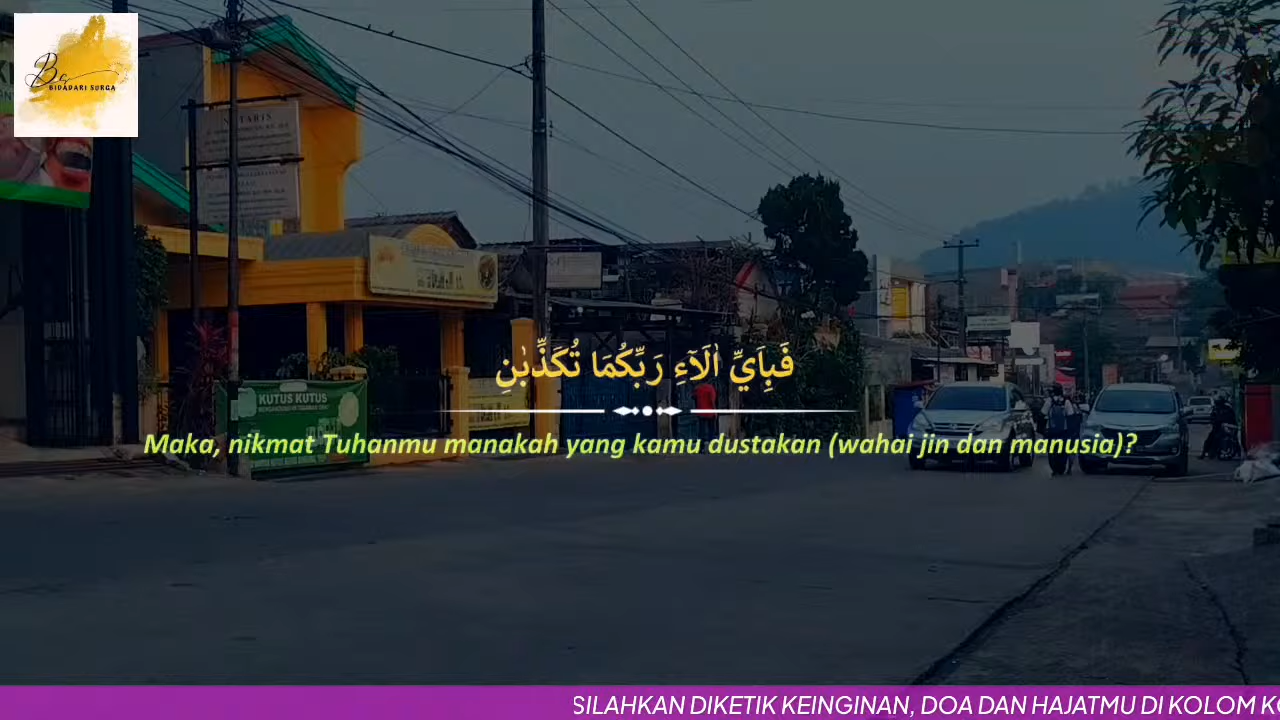 BIDADARI SURGA
NOTARIS
KUTUS KUTUS
فَبِاَيِّ اٰلَاۤءِ رَبِّكُمَا تُكَذِّبٰنِ
Maka, nikmat Tuhanmu manakah yang kamu dustakan (wahai jin dan manusia)?
SILAHKAN DIKETIK KEINGINAN, DOA DAN HAJATMU DI KOLOM